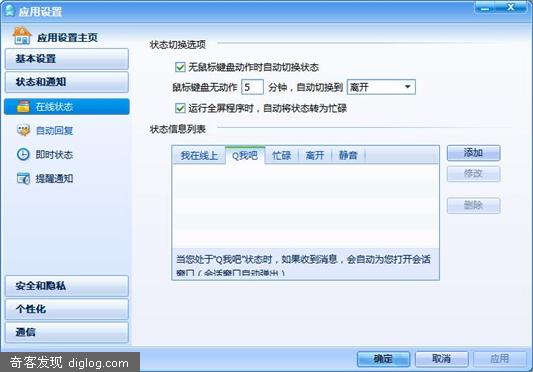 应用设置
应用设置主页
基本设置
状态和通知
在线状态
自动回复
即时状态
提醒通知
安全和隐私
个性化
通信
状态切换选项
无鼠标键盘动作时自动切换状态
鼠标键盘无动作 5 分钟，自动切换到 离开
运行全屏程序时，自动将状态转为忙碌
状态信息列表
我在线上 Q我吧 忙碌 离开 静音
添加
修改
删除
当您处于"Q我吧"状态时，如果收到消息，会自动为您打开会话
窗口（会话窗口自动弹出）
确定 取消 应用
奇客发现 diglog.com